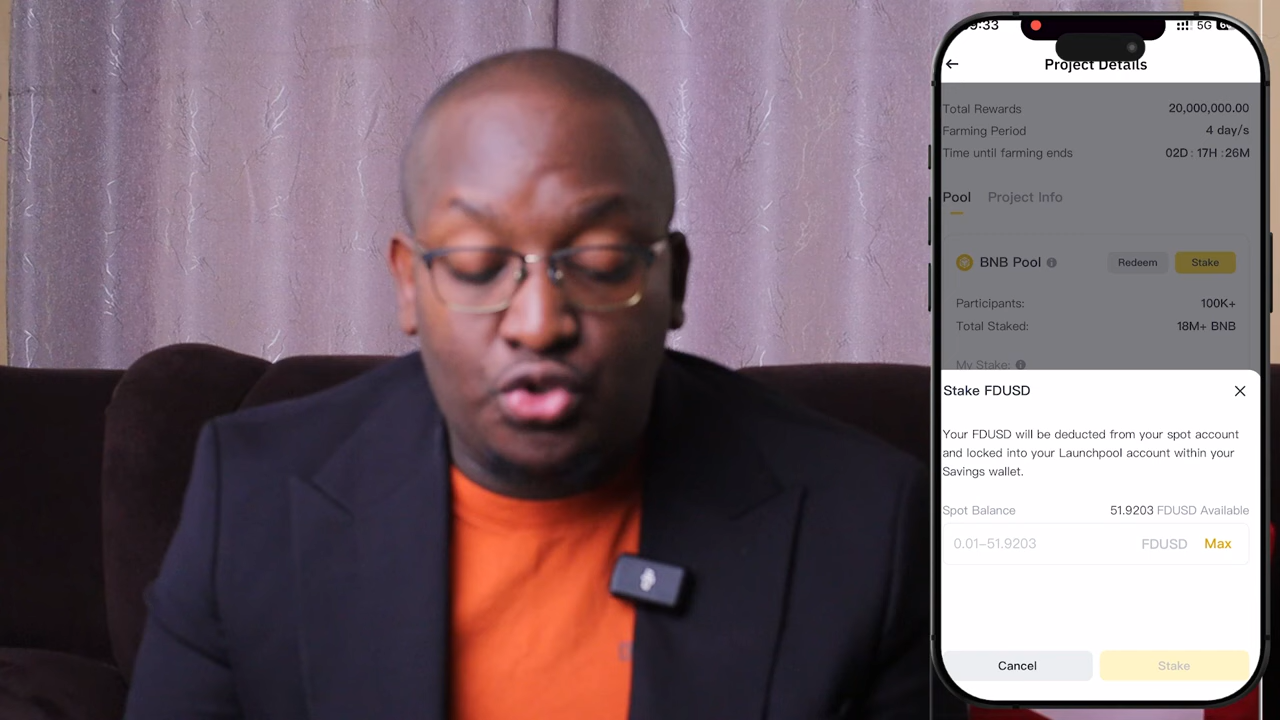 :33
5G
Project Details
Total Rewards 20,000,000.00
Farming Period 4 day/s
Time until farming ends 02D : 17H : 26M
Pool Project Info
BNB Pool Redeem Stake
Participants: 100K+
Total Staked: 18M+ BNB
My Stake:
Stake FDUSD
Your FDUSD will be deducted from your spot account
and locked into your Launchpool account within your
Savings wallet.
Spot Balance 51.9203 FDUSD Available
0.01-51.9203 FDUSD Max
Cancel Stake